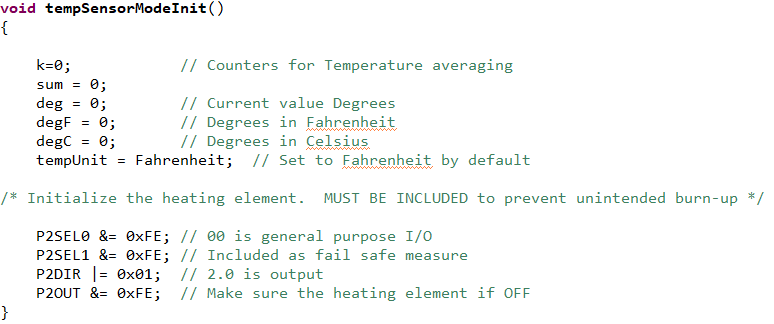 void tempSensorModeInit()
{
k=0; // Counters for Temperature averaging
sum = 0;
deg = 0; // Current value Degrees
degF = 0; // Degrees in Fahrenheit
degC = 0; // Degrees in Celsius
tempUnit = Fahrenheit; // Set to Fahrenheit by default
/* Initialize the heating element.  MUST BE INCLUDED to prevent unintended burn-up */
P2SEL0 &= 0xFE; // 00 is general purpose I/O
P2SEL1 &= 0xFE; // Included as fail safe measure
P2DIR |= 0x01; // 2.0 is output
P2OUT &= 0xFE; // Make sure the heating element if OFF
}